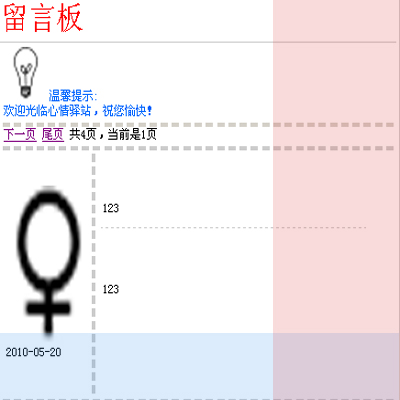 留言板
温馨提示:
欢迎光临心情驿站，祝您愉快!
下一页 尾页 共4页，当前是1页
123
123
2010-05-20